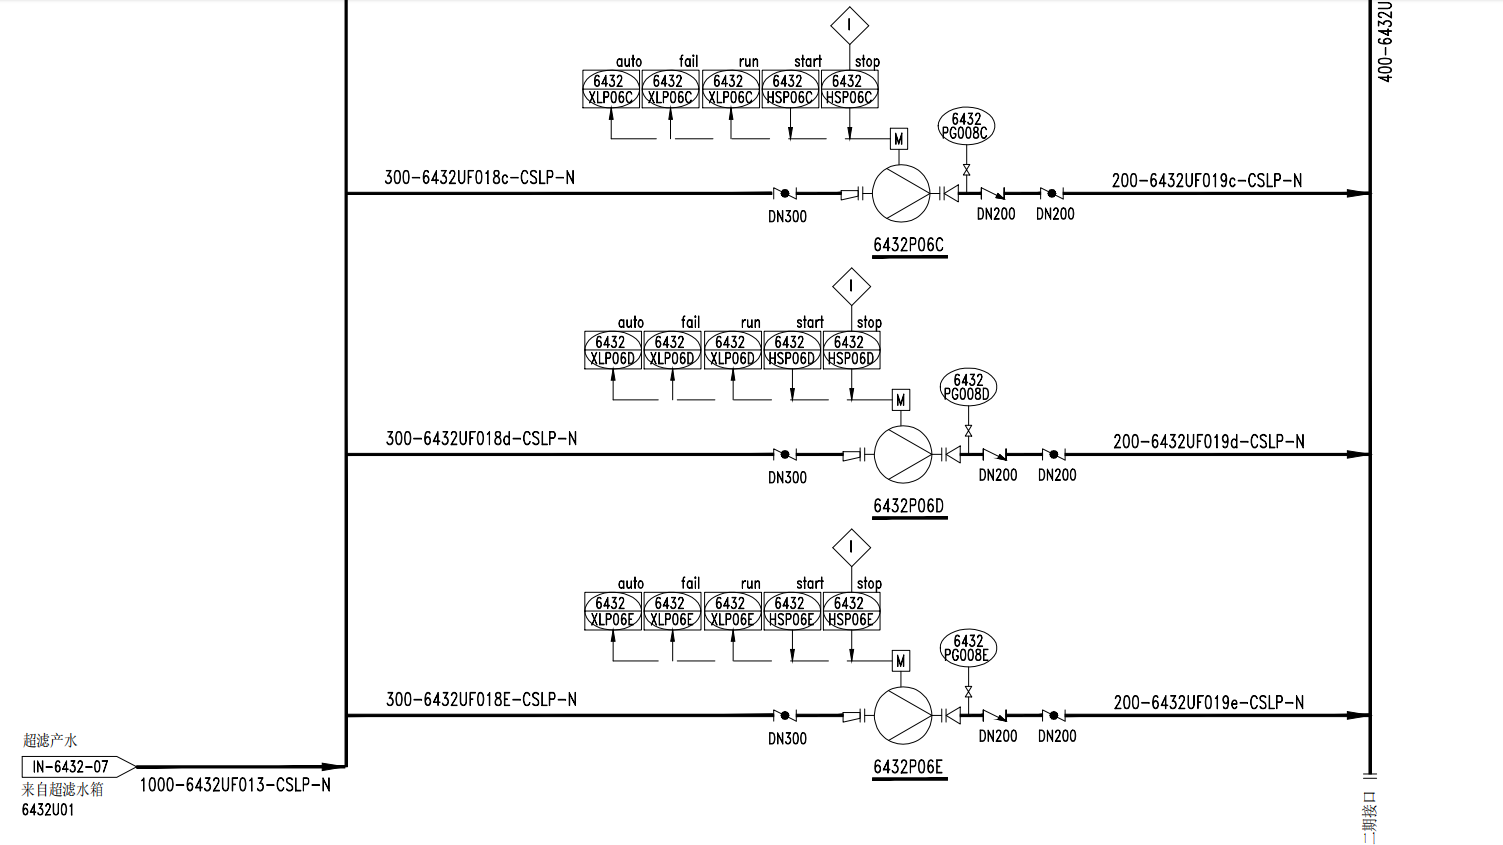 400-6432U
I
auto fail run start stop
6432 6432 6432 6432 6432
XLP06C XLP06C XLP06C HSP06C HSP06C
6432
PG008C
M
300-6432UF018c-CSLP-N
200-6432UF019c-CSLP-N
DN300
DN200 DN200
6432P06C
I
auto fail run start stop
6432 6432 6432 6432 6432
XLP06D XLP06D XLP06D HSP06D HSP06D
6432
PG008D
M
300-6432UF018d-CSLP-N
200-6432UF019d-CSLP-N
DN300
DN200 DN200
6432P06D
I
auto fail run start stop
6432 6432 6432 6432 6432
XLP06E XLP06E XLP06E HSP06E HSP06E
6432
PG008E
M
300-6432UF018E-CSLP-N
200-6432UF019e-CSLP-N
DN300
DN200 DN200
6432P06E
超滤产水
IN-6432-07
1000-6432UF013-CSLP-N
来自超滤水箱
6432U01
二期接口